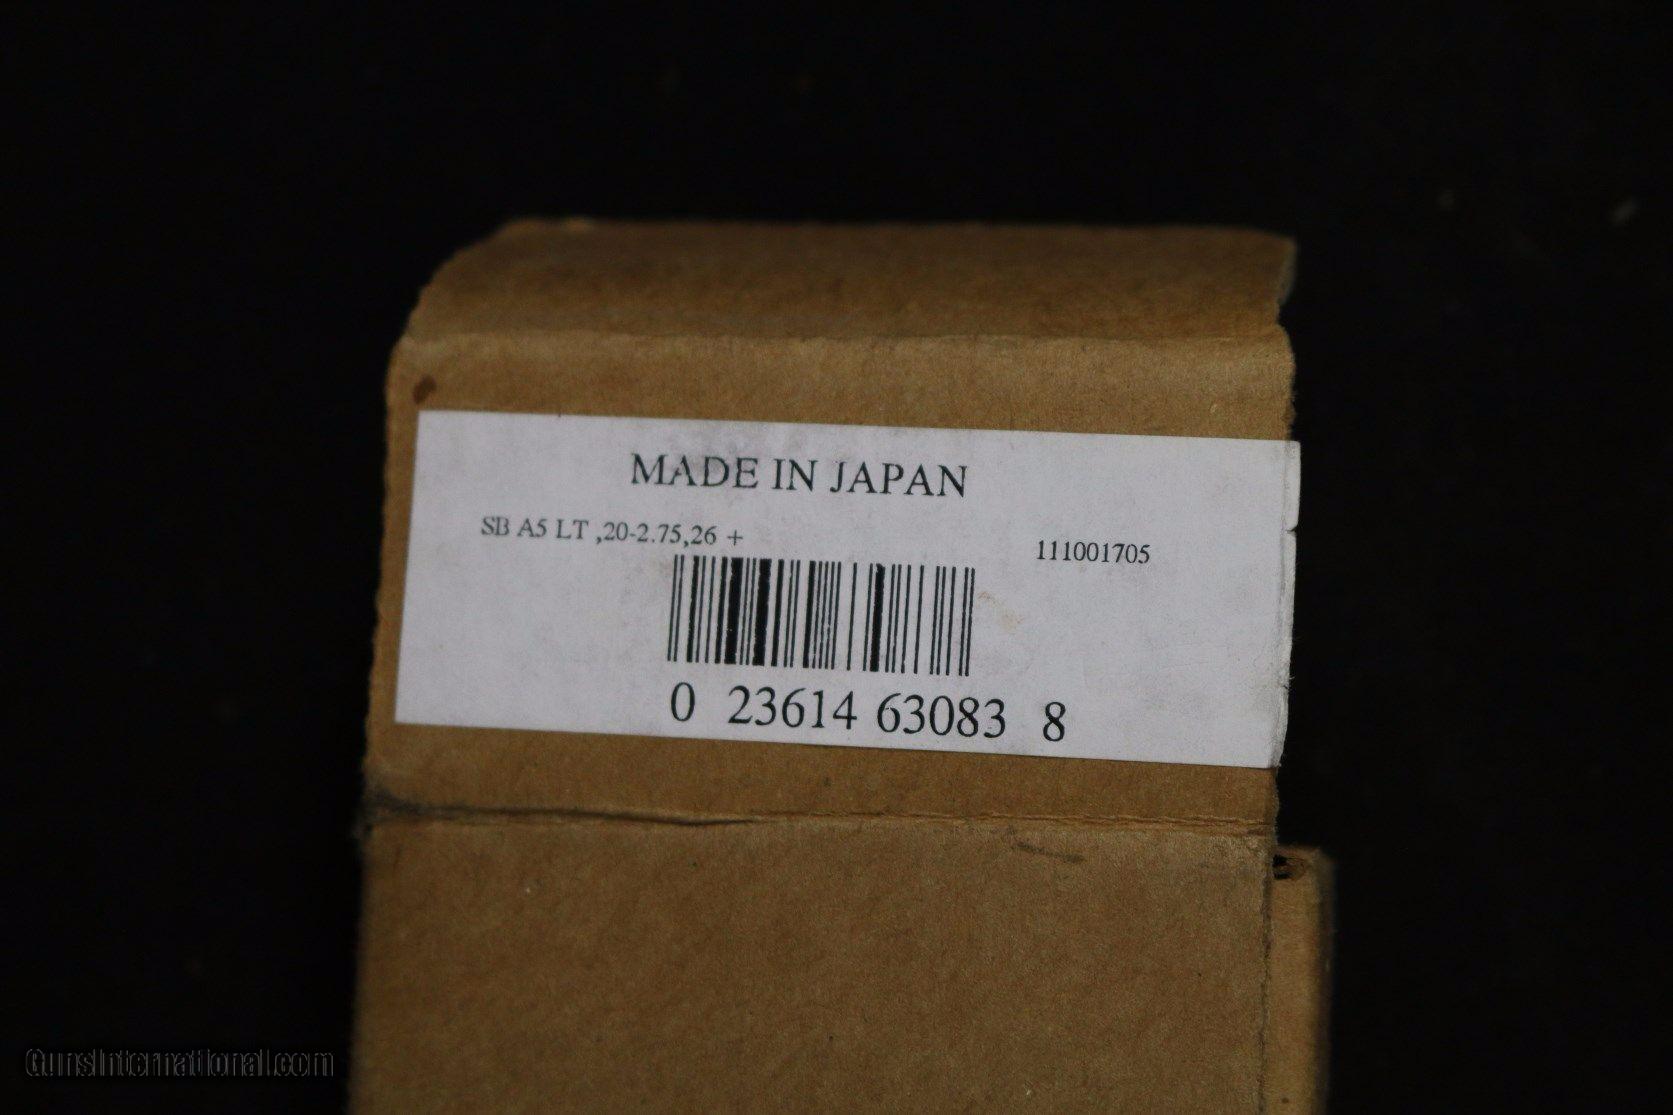 MADE IN JAPAN
SB A5 LT ,20-2.75,26 +
111001705
0 23614 63083 8
GunsInternational.com